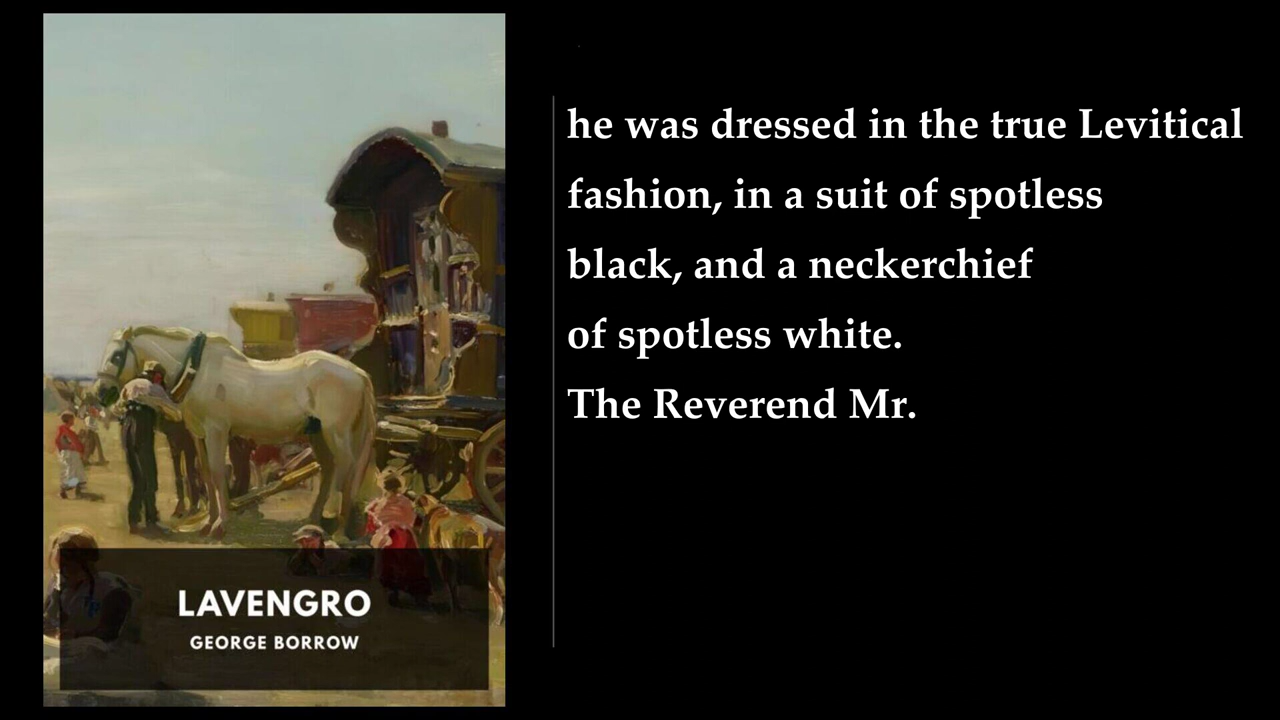 LAVENGRO
GEORGE BORROW
he was dressed in the true Levitical
fashion, in a suit of spotless
black, and a neckerchief
of spotless white.
The Reverend Mr.